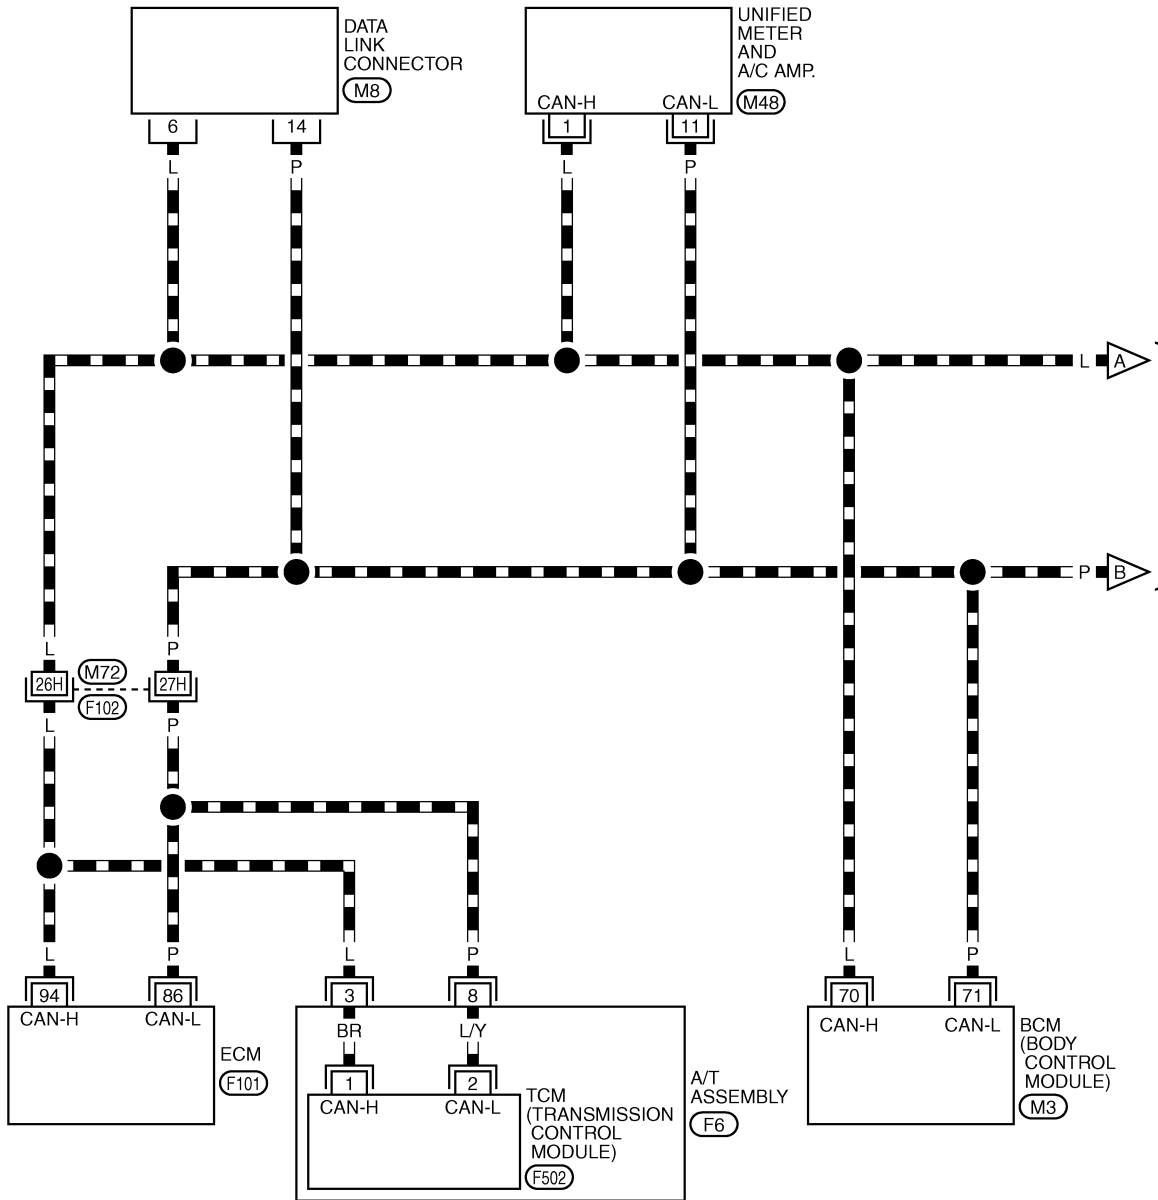 DATA
LINK
CONNECTOR
M8
UNIFIED
METER
AND
A/C AMP.
M48
CAN-H
CAN-L
6
14
1
11
L
P
L
P
L
A
P
B
L
P
26H
M72
27H
F102
L
P
L
P
L
P
L
P
94
86
3
8
70
71
CAN-H
CAN-L
BR
L/Y
CAN-H
CAN-L
ECM
F101
1
2
CAN-H
CAN-L
TCM
(TRANSMISSION
CONTROL
MODULE)
F502
A/T
ASSEMBLY
F6
BCM
(BODY
CONTROL
MODULE)
M3